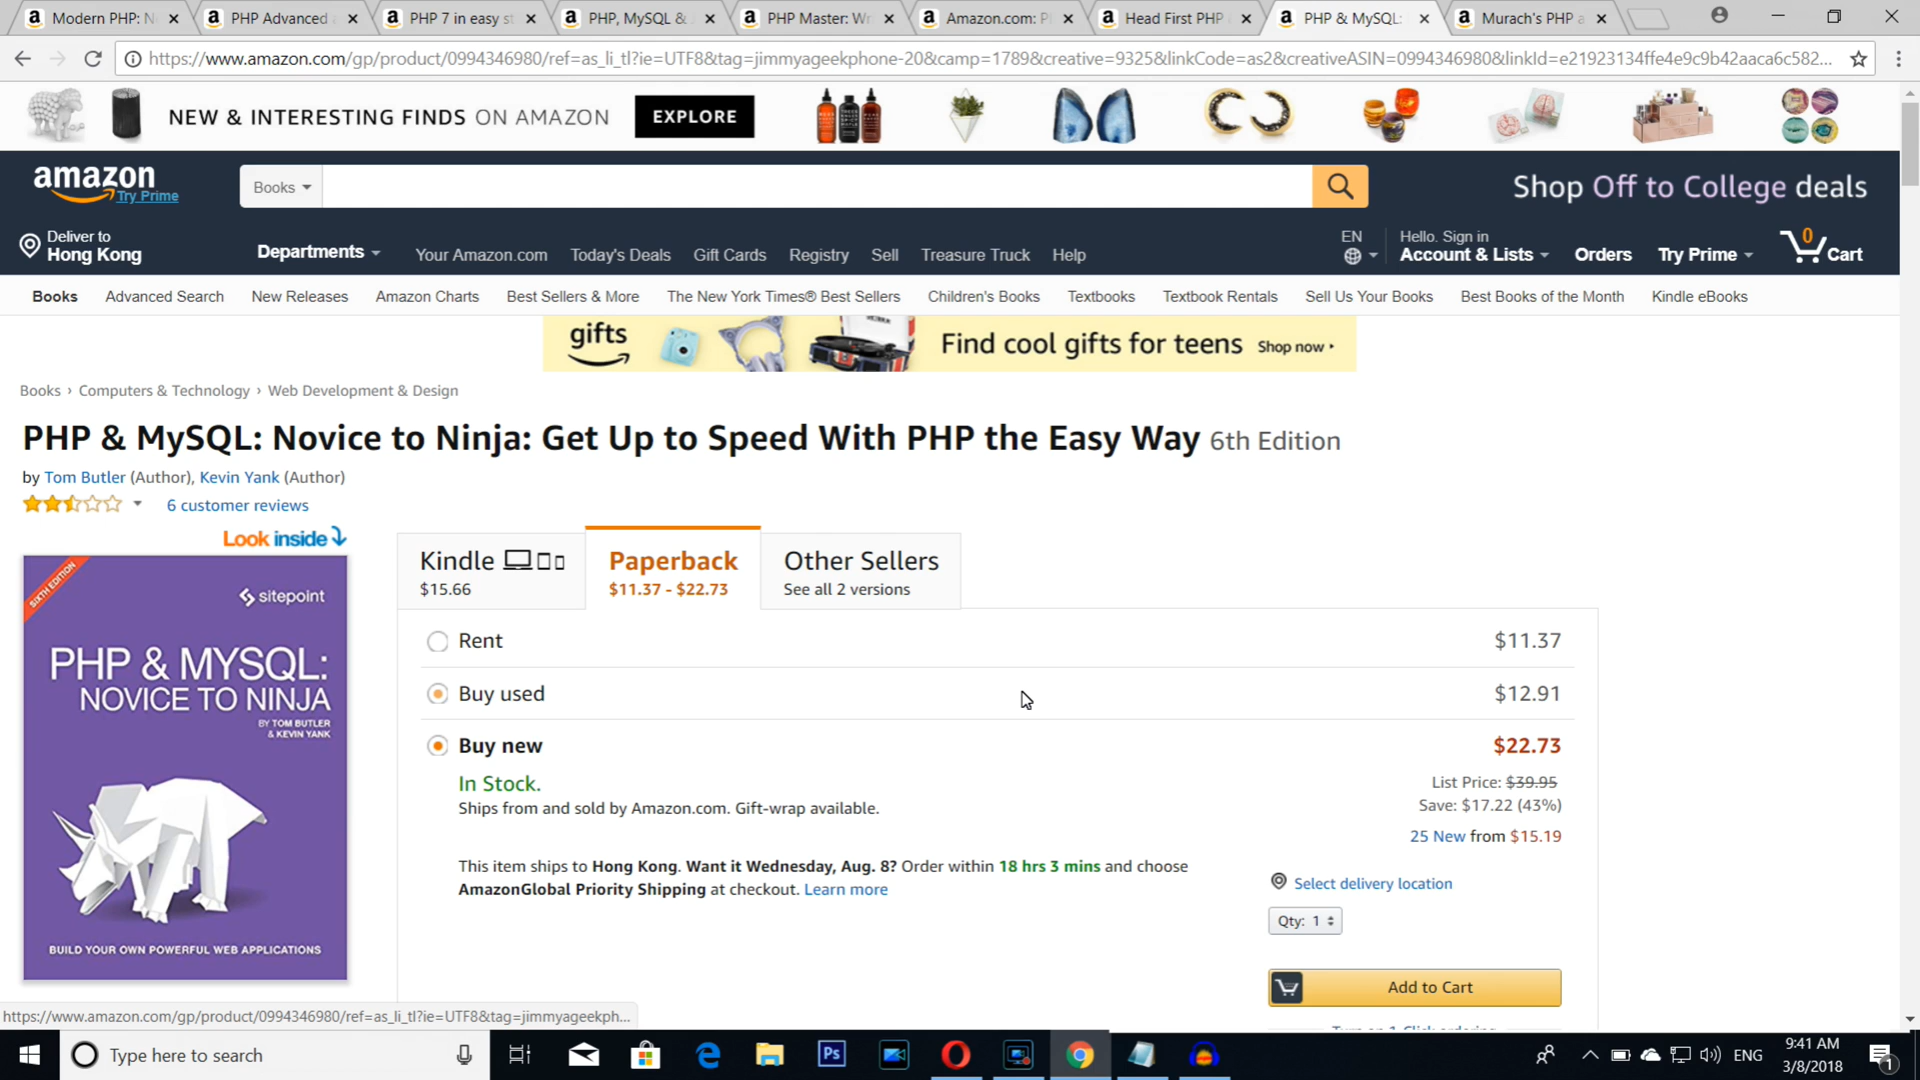 Modern PHP: N
PHP Advanced
PHP 7 in easy st
PHP, MySQL &
PHP Master: Wr
Amazon.com: P
Head First PHP
PHP & MySQL:
Murach's PHP a
https://www.amazon.com/gp/product/0994346980/ref=as_li_tl?ie=UTF8&tag=jimmyageekphone-20&camp=1789&creative=9325&linkCode=as2&creativeASIN=0994346980&linkId=e21923134ffe4e9c9b42aaca6c582...
NEW & INTERESTING FINDS ON AMAZON
EXPLORE
amazon
Try Prime
Books
Shop Off to College deals
Deliver to
Hong Kong
Departments
Your Amazon.com
Today's Deals
Gift Cards
Registry
Sell
Treasure Truck
Help
EN
Hello. Sign in
Account & Lists
Orders
Try Prime
0
Cart
Books
Advanced Search
New Releases
Amazon Charts
Best Sellers & More
The New York Times® Best Sellers
Children's Books
Textbooks
Textbook Rentals
Sell Us Your Books
Best Books of the Month
Kindle eBooks
gifts
Find cool gifts for teens
Shop now
Books › Computers & Technology › Web Development & Design
PHP & MySQL: Novice to Ninja: Get Up to Speed With PHP the Easy Way 6th Edition
by Tom Butler (Author), Kevin Yank (Author)
6 customer reviews
Look inside
SIXTH EDITION
sitepoint
PHP & MYSQL:
NOVICE TO NINJA
BY TOM BUTLER
& KEVIN YANK
BUILD YOUR OWN POWERFUL WEB APPLICATIONS
Kindle
$15.66
Paperback
$11.37 - $22.73
Other Sellers
See all 2 versions
Rent
$11.37
Buy used
$12.91
Buy new
$22.73
In Stock.
List Price: $39.95
Ships from and sold by Amazon.com. Gift-wrap available.
Save: $17.22 (43%)
25 New from $15.19
This item ships to Hong Kong. Want it Wednesday, Aug. 8? Order within 18 hrs 3 mins and choose
AmazonGlobal Priority Shipping at checkout. Learn more
Select delivery location
Qty: 1
Add to Cart
https://www.amazon.com/gp/product/0994346980/ref=as_li_tl?ie=UTF8&tag=jimmyageekph...
Type here to search
Ps
ENG
9:41 AM
3/8/2018
1